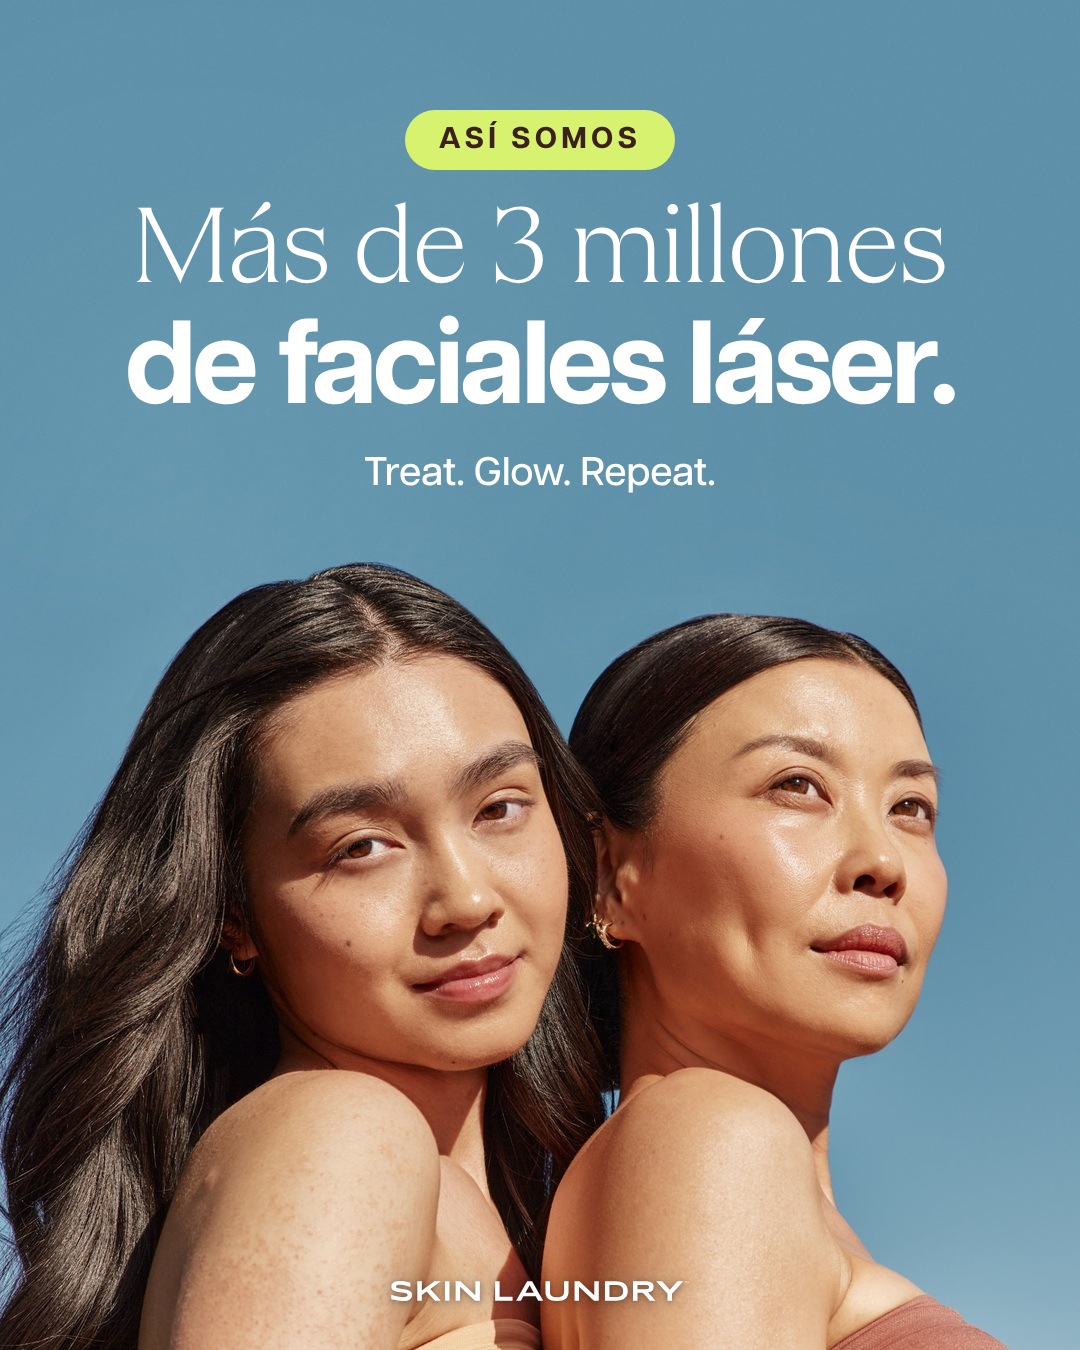 ASÍ SOMOS
Más de 3 millones
de faciales láser.
Treat. Glow. Repeat.
SKIN LAUNDRY